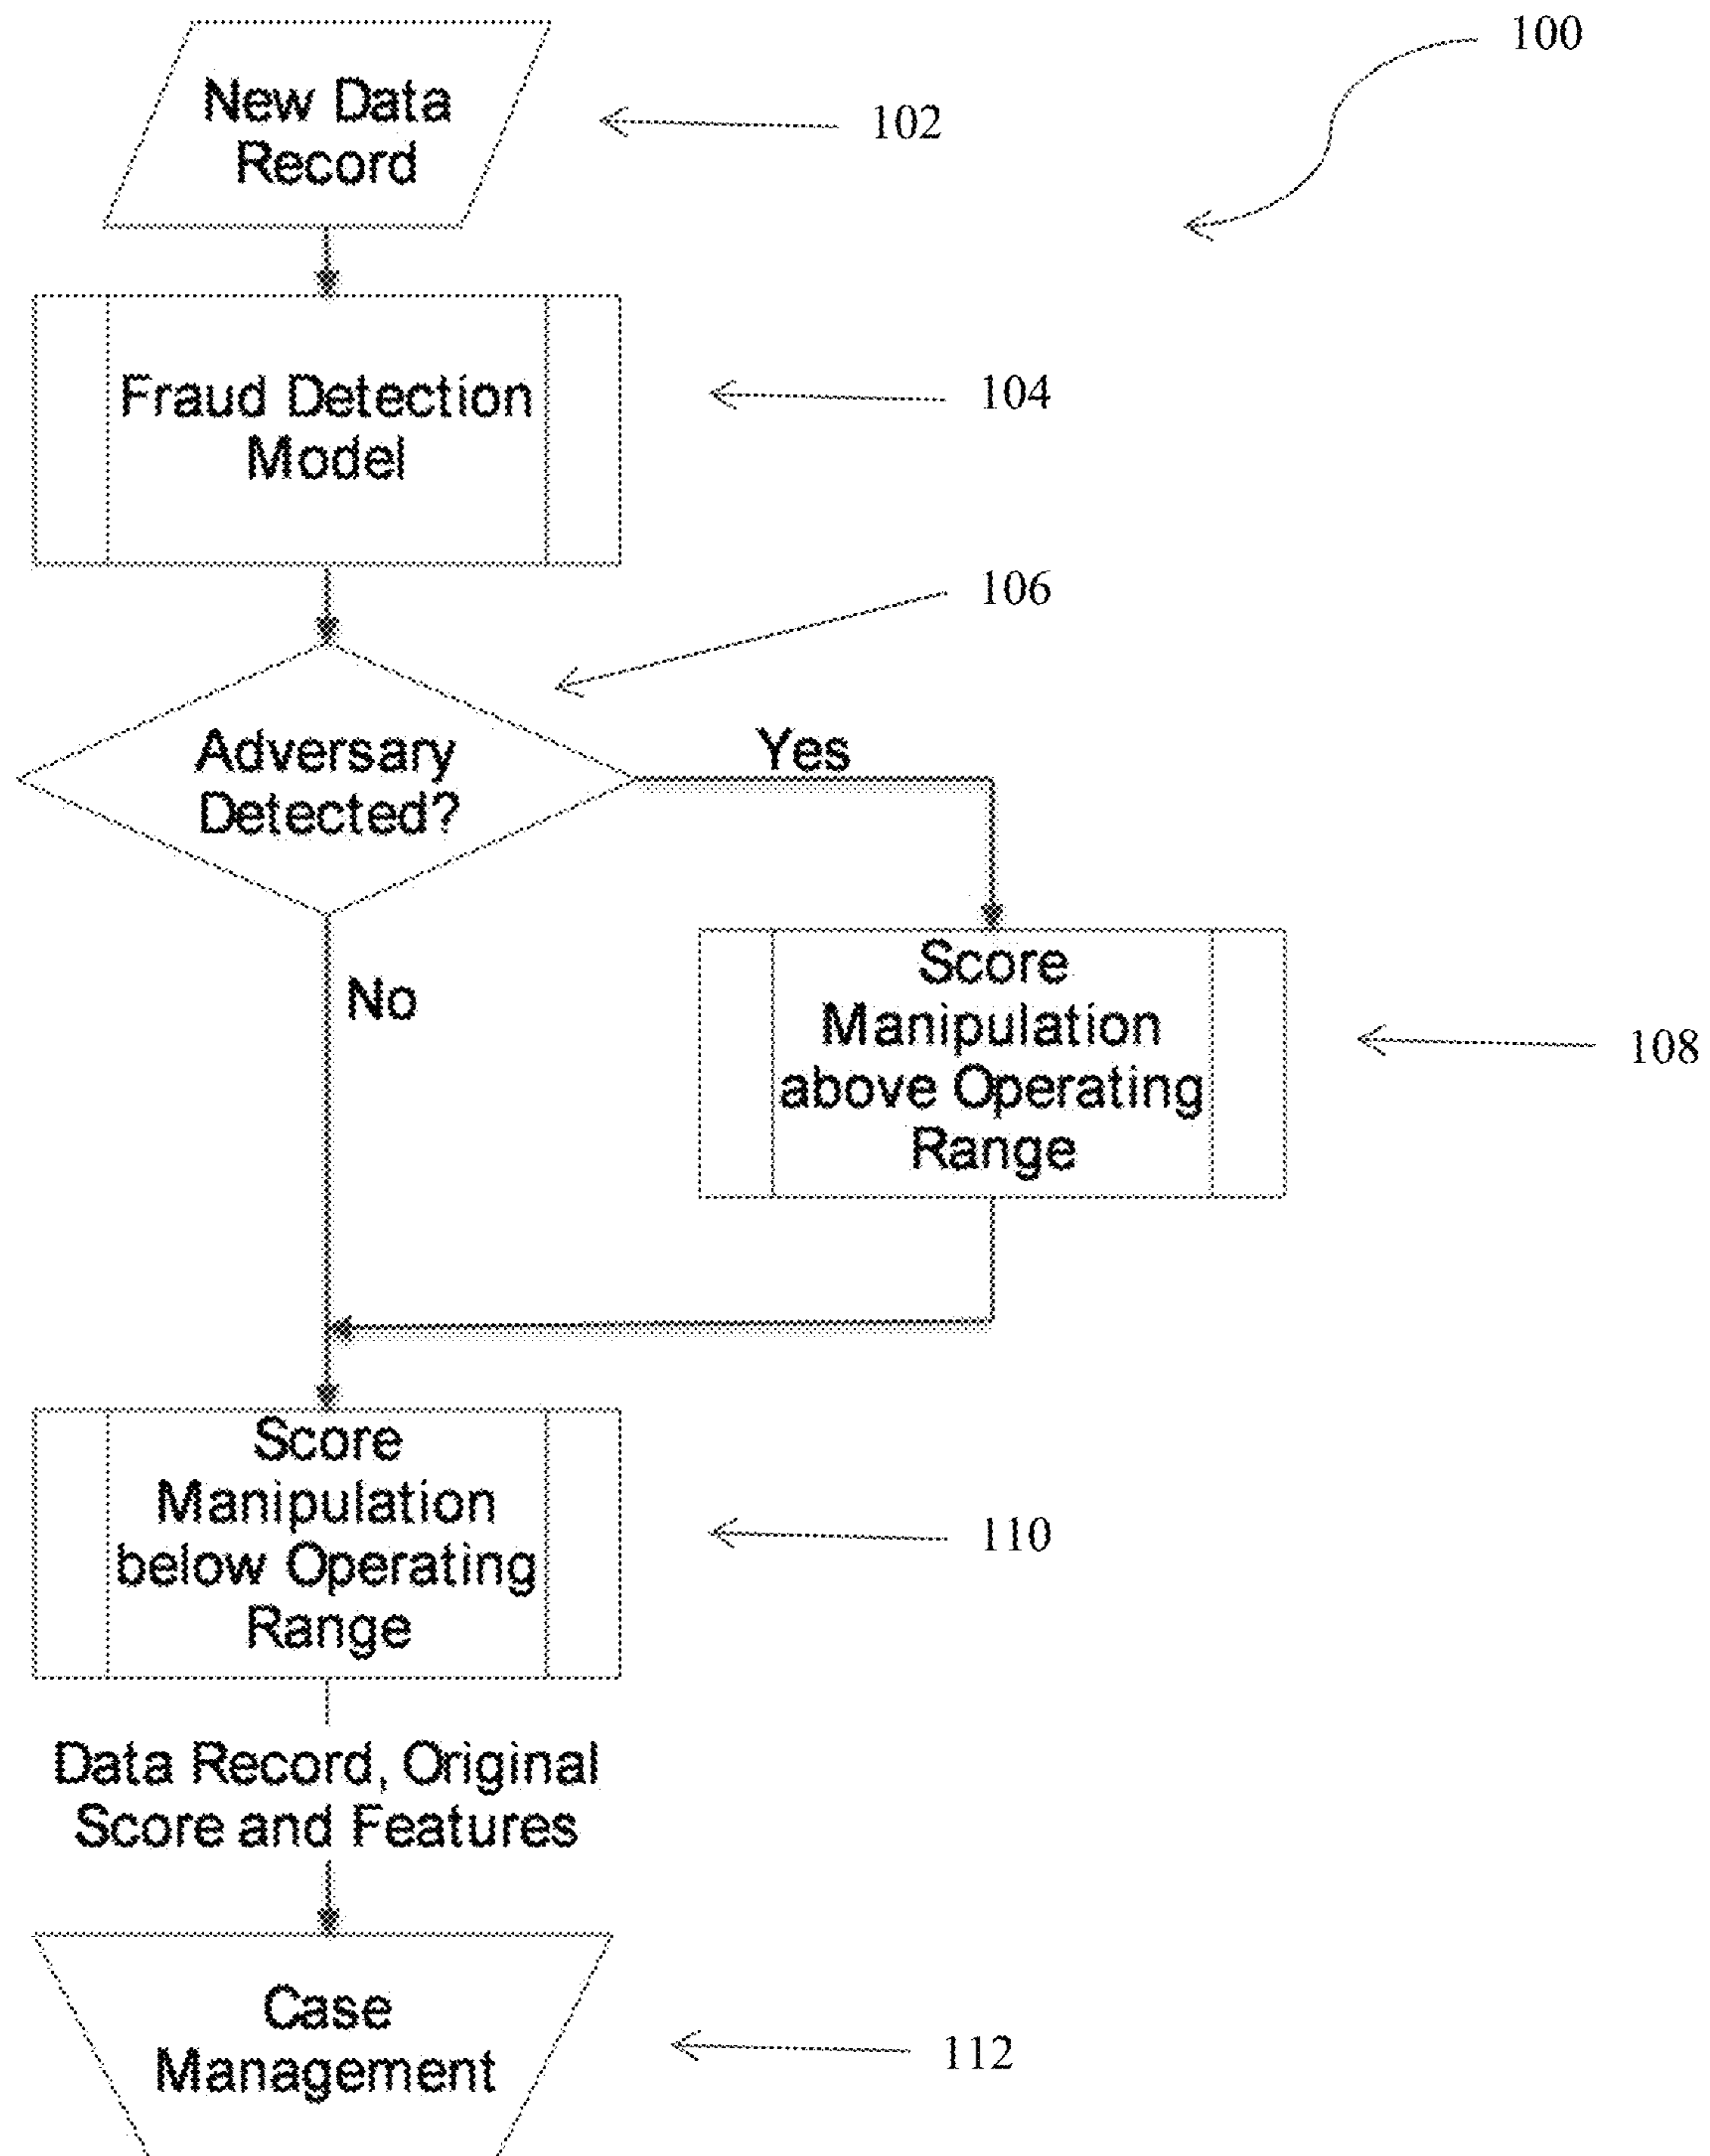 100
New Data
Record
102
Fraud Detection
Model
104
106
Adversary
Detected?
Yes
No
Score
Manipulation
above Operating
Range
108
Score
Manipulation
below Operating
Range
110
Data Record, Original
Score and Features
Case
Management
112